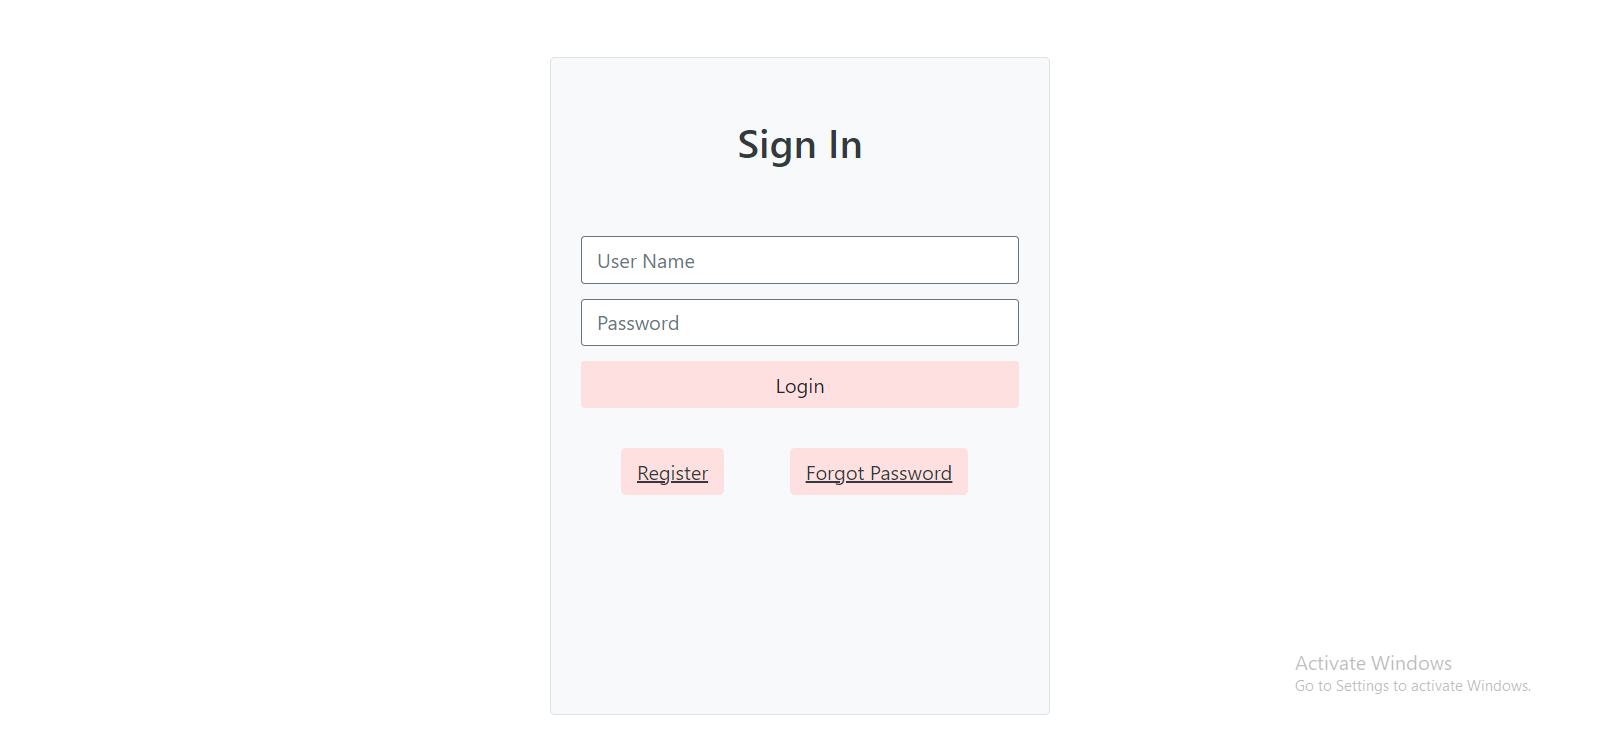 Sign In
User Name
Password
Login
Register
Forgot Password
Activate Windows
Go to Settings to activate Windows.